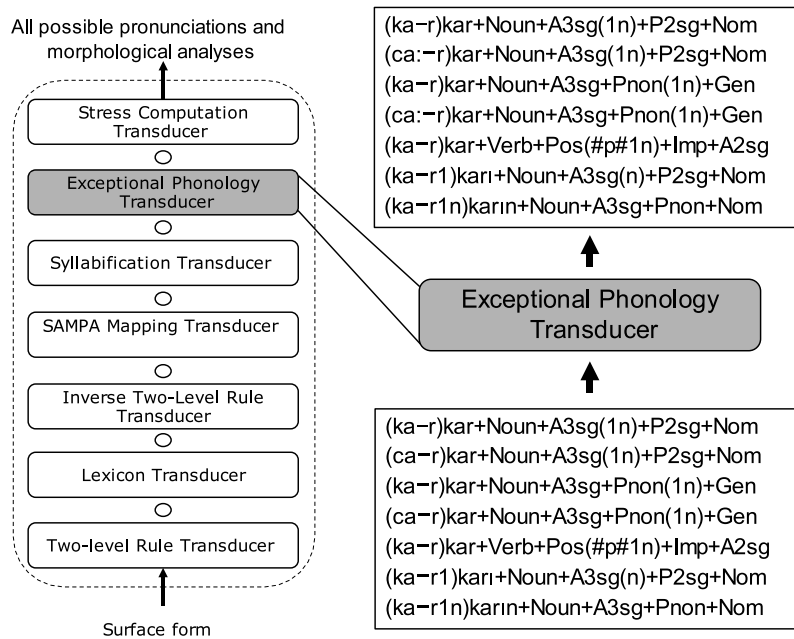 All possible pronunciations and
morphological analyses
Stress Computation
Transducer
Exceptional Phonology
Transducer
Syllabification Transducer
SAMPA Mapping Transducer
Inverse Two-Level Rule
Transducer
Lexicon Transducer
Two-level Rule Transducer
Surface form
(ka−r)kar+Noun+A3sg(1n)+P2sg+Nom
(ca:−r)kar+Noun+A3sg(1n)+P2sg+Nom
(ka−r)kar+Noun+A3sg+Pnon(1n)+Gen
(ca:−r)kar+Noun+A3sg+Pnon(1n)+Gen
(ka−r)kar+Verb+Pos(#p#1n)+Imp+A2sg
(ka−r1)karı+Noun+A3sg(n)+P2sg+Nom
(ka−r1n)karın+Noun+A3sg+Pnon+Nom
Exceptional Phonology
Transducer
(ka−r)kar+Noun+A3sg(1n)+P2sg+Nom
(ca−r)kar+Noun+A3sg(1n)+P2sg+Nom
(ka−r)kar+Noun+A3sg+Pnon(1n)+Gen
(ca−r)kar+Noun+A3sg+Pnon(1n)+Gen
(ka−r)kar+Verb+Pos(#p#1n)+Imp+A2sg
(ka−r1)karı+Noun+A3sg(n)+P2sg+Nom
(ka−r1n)karın+Noun+A3sg+Pnon+Nom